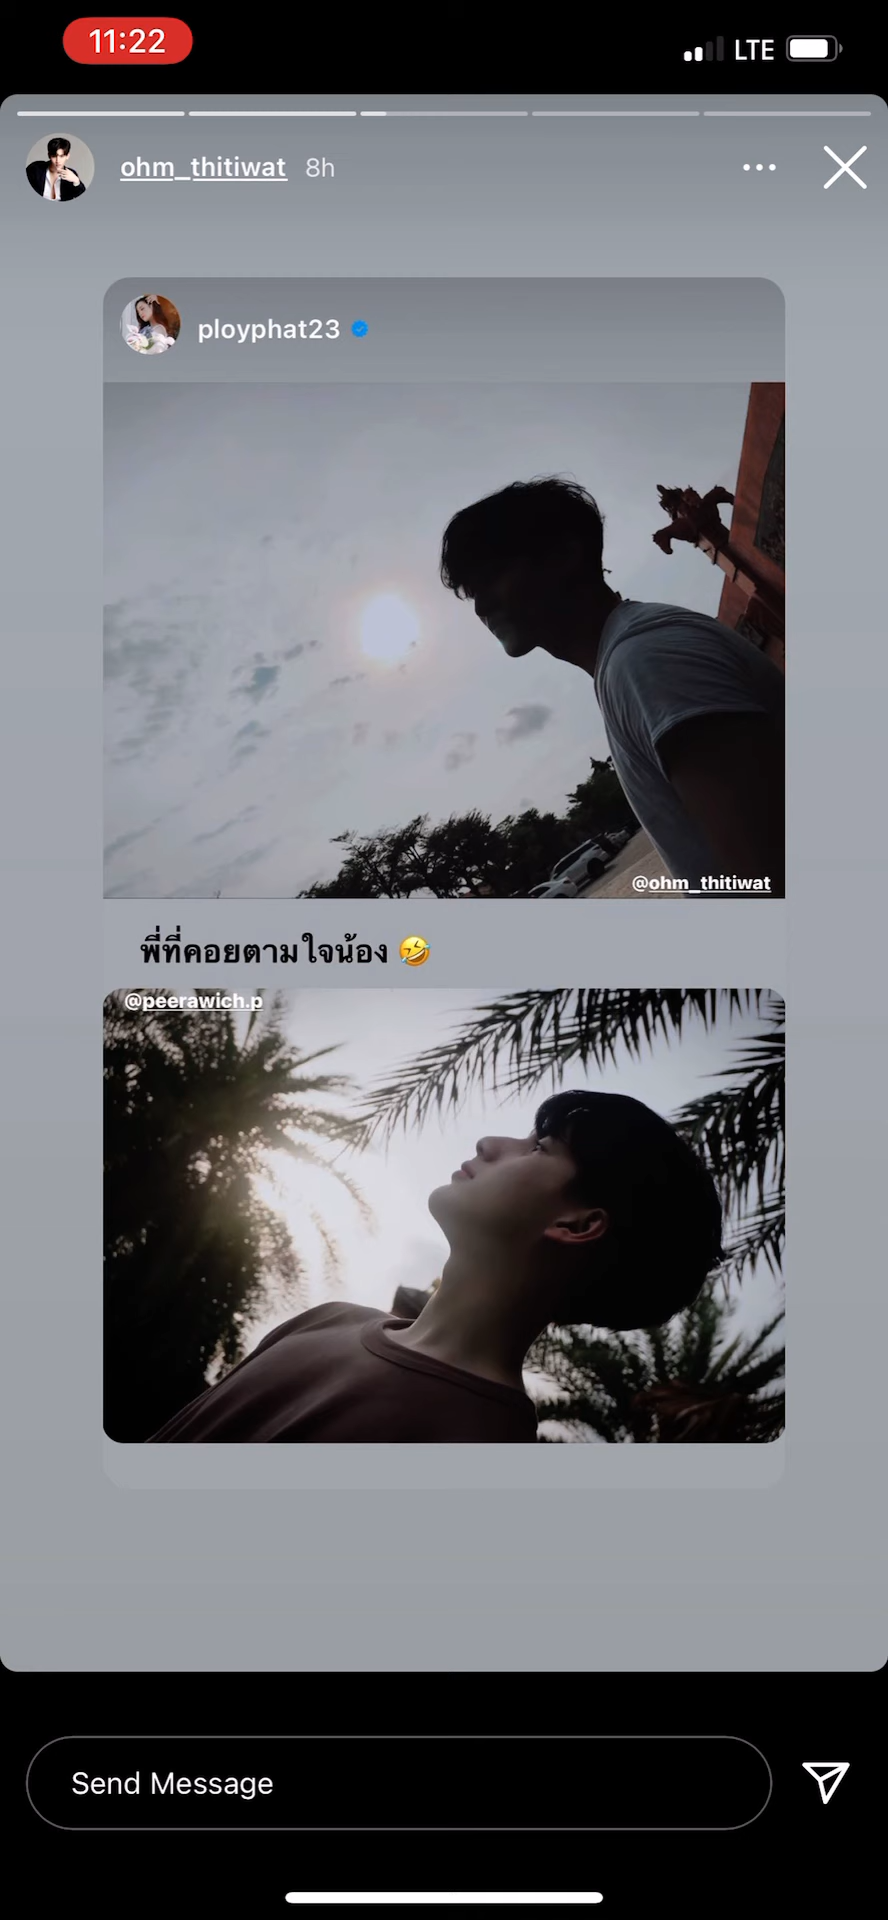 11:22 LTE
ohm_thitiwat 8h
ployphat23
@ohm_thitiwat
พี่ที่คอยตามใจน้อง 🤣
@peerawich.p
Send Message